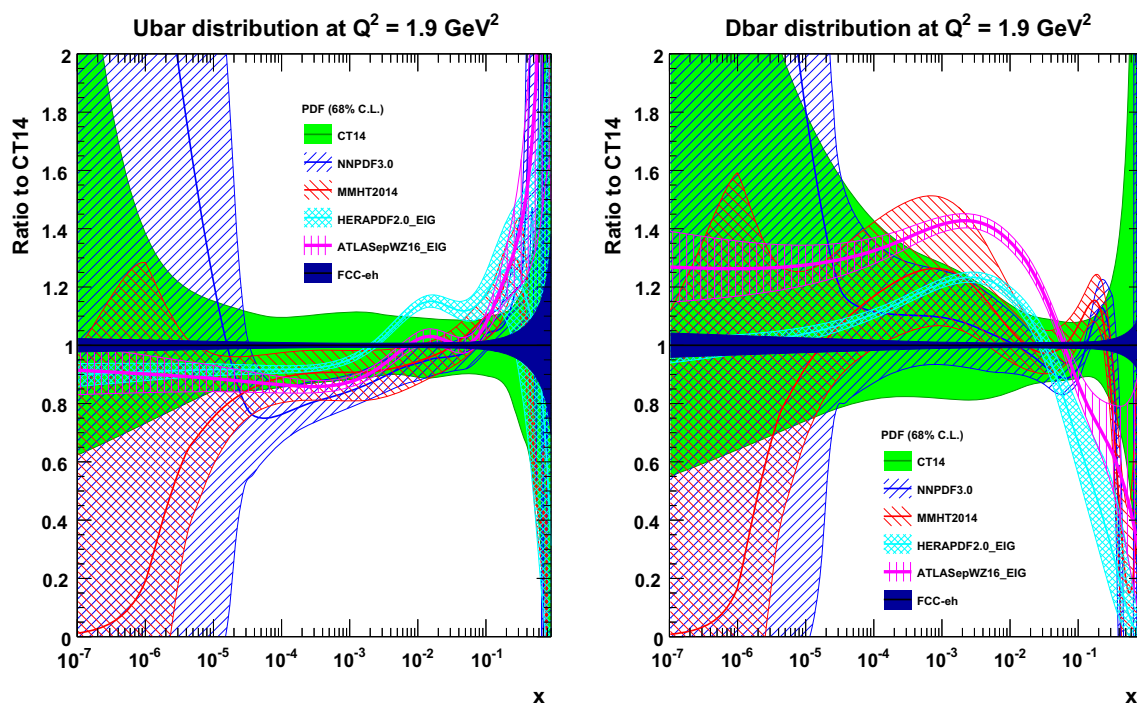 Ubar distribution at Q² = 1.9 GeV²
Ratio to CT14
2
1.8
1.6
1.4
1.2
1
0.8
0.6
0.4
0.2
0
PDF (68% C.L.)
CT14
NNPDF3.0
MMHT2014
HERAPDF2.0_EIG
ATLASepWZ16_EIG
FCC-eh
10⁻⁷ 10⁻⁶ 10⁻⁵ 10⁻⁴ 10⁻³ 10⁻² 10⁻¹
x
Dbar distribution at Q² = 1.9 GeV²
Ratio to CT14
2
1.8
1.6
1.4
1.2
1
0.8
0.6
0.4
0.2
0
PDF (68% C.L.)
CT14
NNPDF3.0
MMHT2014
HERAPDF2.0_EIG
ATLASepWZ16_EIG
FCC-eh
10⁻⁷ 10⁻⁶ 10⁻⁵ 10⁻⁴ 10⁻³ 10⁻² 10⁻¹
x